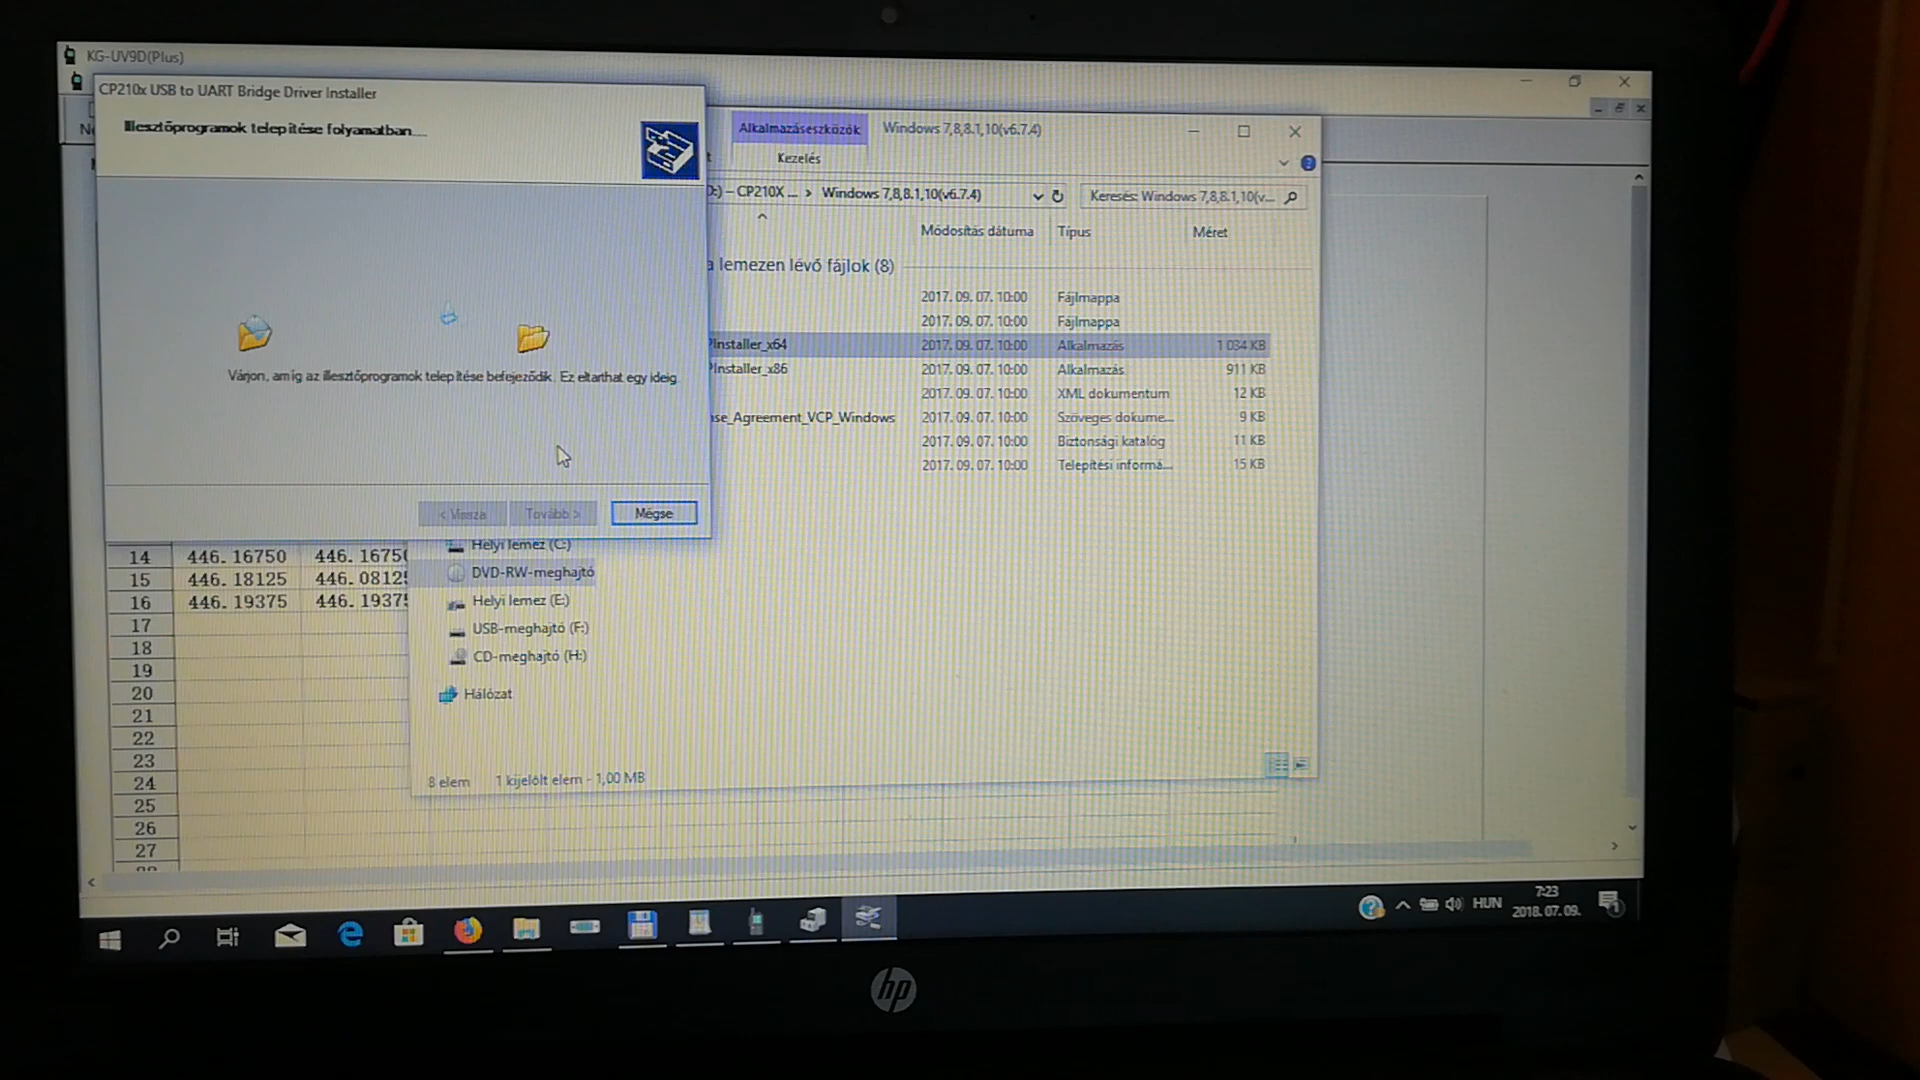 KG-UV9D(Plus)
CP210x USB to UART Bridge Driver Installer
Illesztőprogramok telepítése folyamatban....
Várjon, amíg az illesztőprogramok telepítése befejeződik. Ez eltarthat egy ideig.
< Vissza
Tovább >
Mégse
Alkalmazáseszközök
Windows 7,8,8.1,10(v6.7.4)
Kezelés
CP210X ... > Windows 7,8,8.1,10(v6.7.4)
Keresés: Windows 7,8,8.1,10(v...
Módosítás dátuma Típus Méret
a lemezen lévő fájlok (8)
2017. 09. 07. 10:00 Fájlmappa
2017. 09. 07. 10:00 Fájlmappa
Installer_x64 2017. 09. 07. 10:00 Alkalmazás 1 034 KB
Installer_x86 2017. 09. 07. 10:00 Alkalmazás 911 KB
2017. 09. 07. 10:00 XML dokumentum 12 KB
se_Agreement_VCP_Windows 2017. 09. 07. 10:00 Szöveges dokume... 9 KB
2017. 09. 07. 10:00 Biztonsági katalóg 11 KB
2017. 09. 07. 10:00 Telepítési informá... 15 KB
Helyi lemez (C:)
DVD-RW-meghajtó
Helyi lemez (E:)
USB-meghajtó (F:)
CD-meghajtó (H:)
Hálózat
8 elem 1 kijelölt elem - 1,00 MB
14 446.16750 446.1675
15 446.18125 446.0812
16 446.19375 446.1937
17
18
19
20
21
22
23
24
25
26
27
HUN
7:23
2018. 07. 09.
1
hp